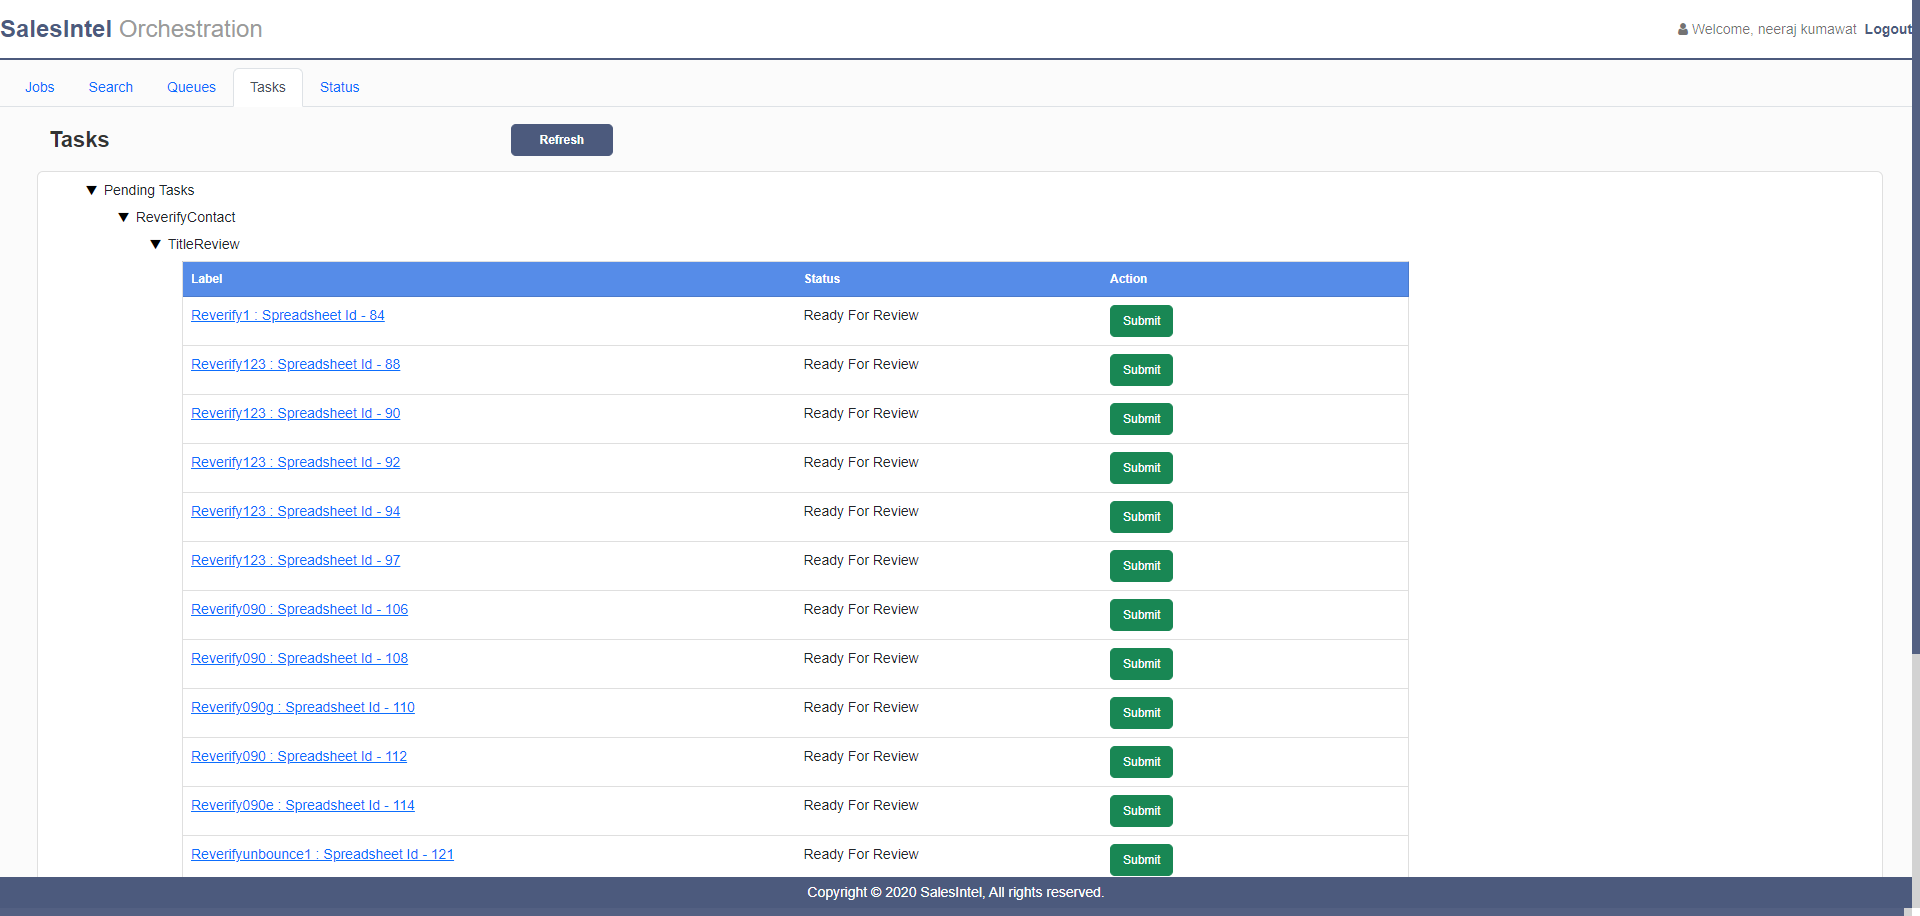 SalesIntel Orchestration
Welcome, neeraj kumawat Logout
Jobs Search Queues Tasks Status
Tasks Refresh
Pending Tasks
ReverifyContact
TitleReview
Label Status Action
Reverify1 : Spreadsheet Id - 84 Ready For Review Submit
Reverify123 : Spreadsheet Id - 88 Ready For Review Submit
Reverify123 : Spreadsheet Id - 90 Ready For Review Submit
Reverify123 : Spreadsheet Id - 92 Ready For Review Submit
Reverify123 : Spreadsheet Id - 94 Ready For Review Submit
Reverify123 : Spreadsheet Id - 97 Ready For Review Submit
Reverify090 : Spreadsheet Id - 106 Ready For Review Submit
Reverify090 : Spreadsheet Id - 108 Ready For Review Submit
Reverify090g : Spreadsheet Id - 110 Ready For Review Submit
Reverify090 : Spreadsheet Id - 112 Ready For Review Submit
Reverify090e : Spreadsheet Id - 114 Ready For Review Submit
Reverifyunbounce1 : Spreadsheet Id - 121 Ready For Review Submit
Copyright © 2020 SalesIntel, All rights reserved.